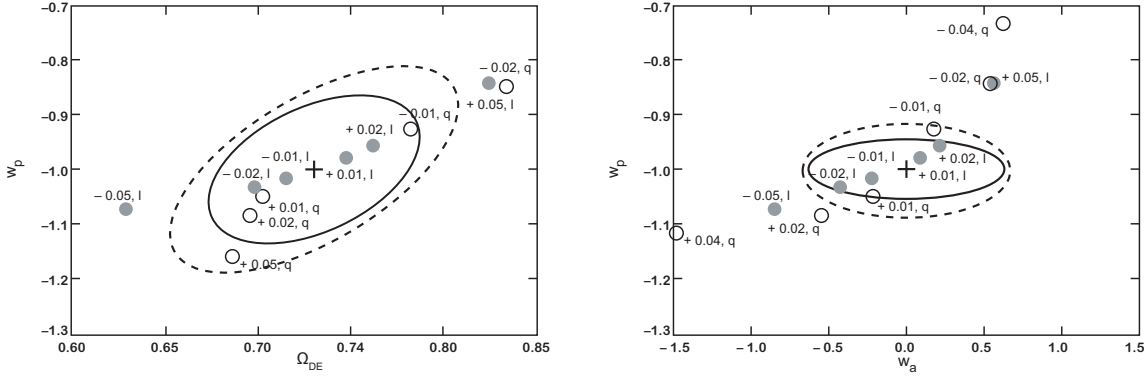 −0.7
−0.8
−0.9
−1.0
−1.1
−1.2
−1.3
w_p
− 0.02, q
+ 0.05, l
− 0.01, q
+ 0.02, l
− 0.01, l
+ 0.01, l
− 0.02, l
− 0.05, l
+ 0.01, q
+ 0.02, q
+ 0.05, q
0.60 0.70 0.74 0.80 0.85
Ω_DE
−0.7
−0.8
−0.9
−1.0
−1.1
−1.2
−1.3
w_p
− 0.04, q
− 0.02, q
+ 0.05, l
− 0.01, q
− 0.01, l
+ 0.02, l
− 0.02, l
+ 0.01, l
− 0.05, l
+ 0.01, q
+ 0.02, q
+ 0.04, q
− 1.5 − 1.0 − 0.5 0.0 0.5 1.0 1.5
w_a